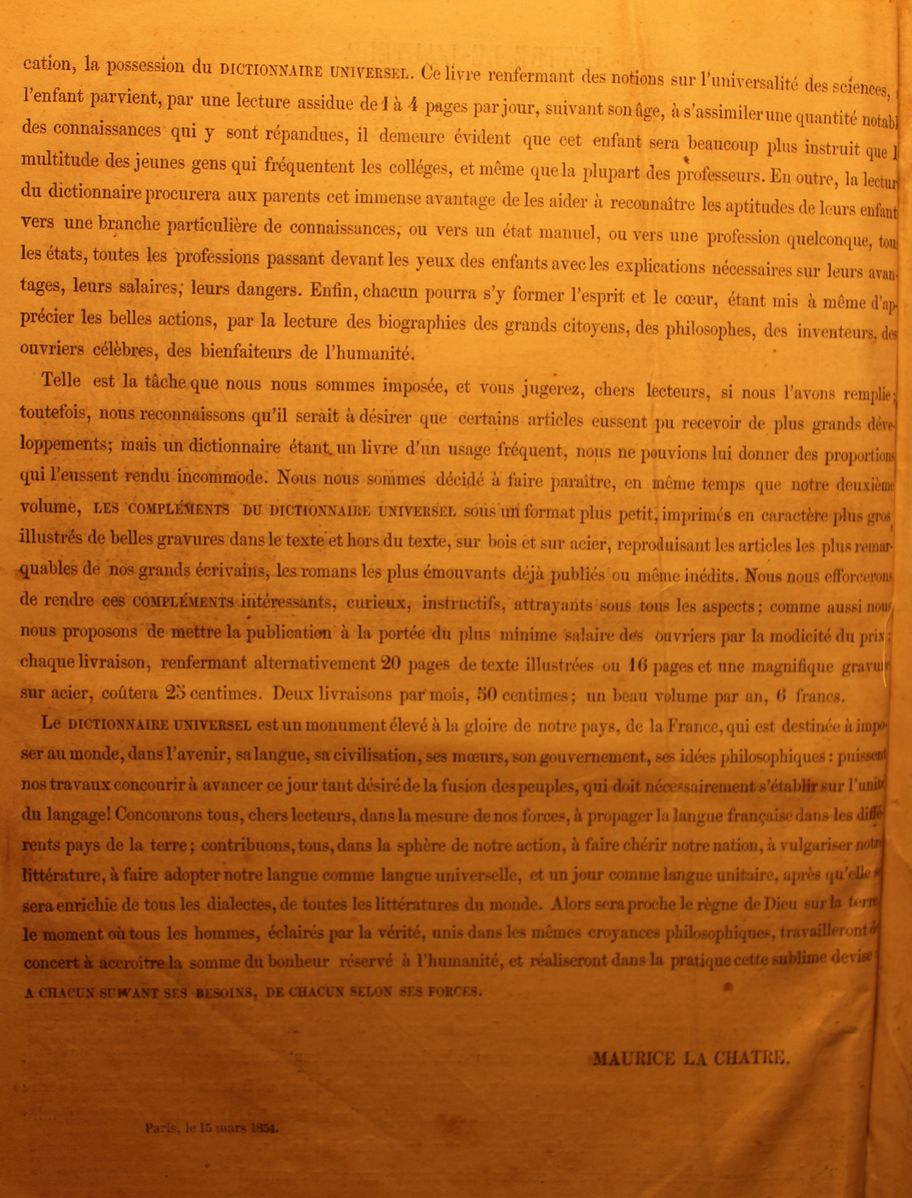 cation, la possession du DICTIONNAIRE UNIVERSEL. Ce livre renfermant des notions sur l'universalité des sciences,
l'enfant parvient, par une lecture assidue de 1 à 4 pages par jour, suivant son âge, à s'assimiler une quantité notabl
des connaissances qui y sont répandues, il demeure évident que cet enfant sera beaucoup plus instruit que l
multitude des jeunes gens qui fréquentent les colléges, et même que la plupart des professeurs. En outre, la lectur
du dictionnaire procurera aux parents cet immense avantage de les aider à reconnaître les aptitudes de leurs enfant
vers une branche particulière de connaissances, ou vers un état manuel, ou vers une profession quelconque, tou
les états, toutes les professions passant devant les yeux des enfants avec les explications nécessaires sur leurs avan-
tages, leurs salaires, leurs dangers. Enfin, chacun pourra s'y former l'esprit et le cœur, étant mis à même d'ap-
précier les belles actions, par la lecture des biographies des grands citoyens, des philosophes, des inventeurs, des
ouvriers célèbres, des bienfaiteurs de l'humanité.
Telle est la tâche que nous nous sommes imposée, et vous jugerez, chers lecteurs, si nous l'avons remplie;
toutefois, nous reconnaissons qu'il serait à désirer que certains articles eussent pu recevoir de plus grands déve-
loppements; mais un dictionnaire étant un livre d'un usage fréquent, nous ne pouvions lui donner des proportions
qui l'eussent rendu incommode. Nous nous sommes décidé à faire paraître, en même temps que notre deuxième
volume, LES COMPLÉMENTS DU DICTIONNAIRE UNIVERSEL sous un format plus petit, imprimés en caractère plus gros
illustrés de belles gravures dans le texte et hors du texte, sur bois et sur acier, reproduisant les articles les plus remar-
quables de nos grands écrivains, les romans les plus émouvants déjà publiés ou même inédits. Nous nous efforcerons
de rendre ces COMPLÉMENTS intéressants, curieux, instructifs, attrayants sous tous les aspects; comme aussi nous
nous proposons de mettre la publication à la portée du plus minime salaire des ouvriers par la modicité du prix;
chaque livraison, renfermant alternativement 20 pages de texte illustrées ou 16 pages et une magnifique gravure
sur acier, coûtera 25 centimes. Deux livraisons par mois, 50 centimes; un beau volume par an, 6 francs.
Le DICTIONNAIRE UNIVERSEL est un monument élevé à la gloire de notre pays, de la France, qui est destinée à impo-
ser au monde, dans l'avenir, sa langue, sa civilisation, ses mœurs, son gouvernement, ses idées philosophiques: puissent
nos travaux concourir à avancer ce jour tant désiré de la fusion des peuples, qui doit nécessairement s'établir sur l'unité
du langage! Concourons tous, chers lecteurs, dans la mesure de nos forces, à propager la langue française dans les diffé-
rents pays de la terre; contribuons, tous, dans la sphère de notre action, à faire chérir notre nation, à vulgariser notre
littérature, à faire adopter notre langue comme langue universelle, et un jour comme langue unitaire, après qu'elle
sera enrichie de tous les dialectes, de toutes les littératures du monde. Alors sera proche le règne de Dieu sur la terre
le moment où tous les hommes, éclairés par la vérité, unis dans les mêmes croyances philosophiques, travailleront de
concert à accroître la somme du bonheur réservé à l'humanité, et réaliseront dans la pratique cette sublime devise
A CHACUN SUIVANT SES BESOINS, DE CHACUN SELON SES FORCES.
MAURICE LA CHATRE.
Paris, le 15 mars 1854.